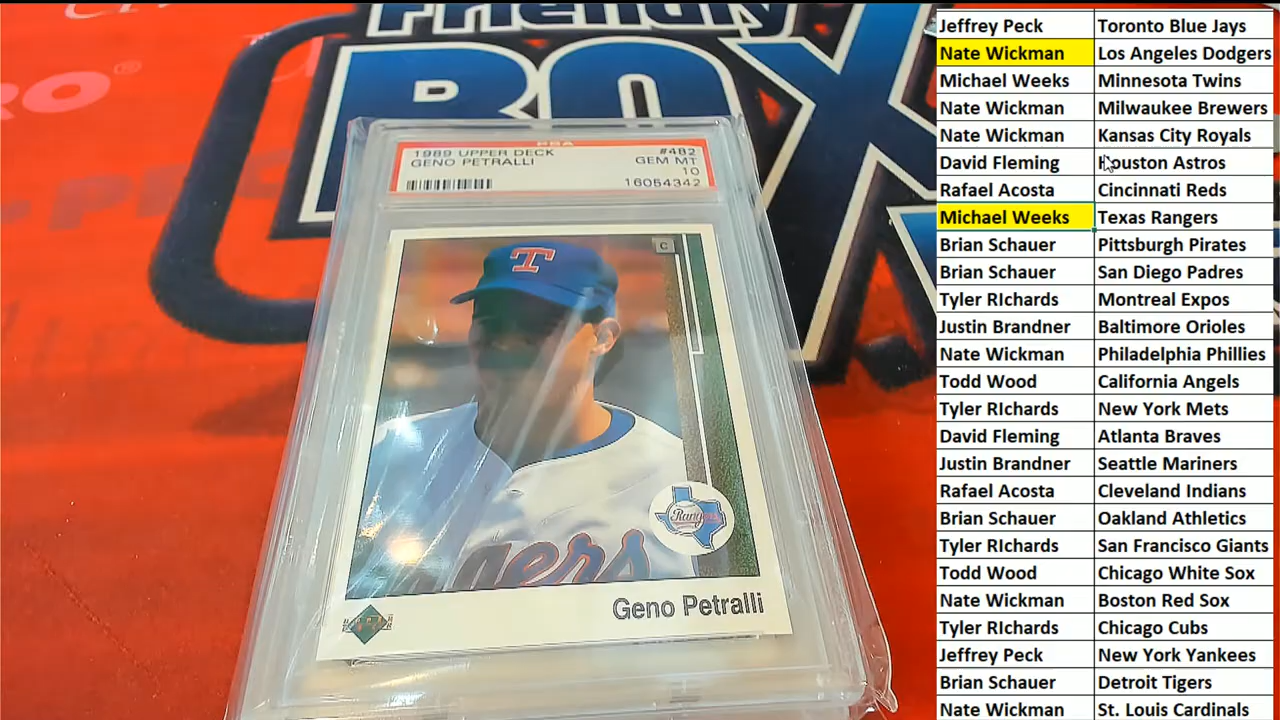 Friendly
BOX
RO®
PSA
1989 UPPER DECK #482
GENO PETRALLI GEM MT
10
16054342
C
T
Rangers
gers
Geno Petralli
Jeffrey Peck Toronto Blue Jays
Nate Wickman Los Angeles Dodgers
Michael Weeks Minnesota Twins
Nate Wickman Milwaukee Brewers
Nate Wickman Kansas City Royals
David Fleming Houston Astros
Rafael Acosta Cincinnati Reds
Michael Weeks Texas Rangers
Brian Schauer Pittsburgh Pirates
Brian Schauer San Diego Padres
Tyler RIchards Montreal Expos
Justin Brandner Baltimore Orioles
Nate Wickman Philadelphia Phillies
Todd Wood California Angels
Tyler RIchards New York Mets
David Fleming Atlanta Braves
Justin Brandner Seattle Mariners
Rafael Acosta Cleveland Indians
Brian Schauer Oakland Athletics
Tyler RIchards San Francisco Giants
Todd Wood Chicago White Sox
Nate Wickman Boston Red Sox
Tyler RIchards Chicago Cubs
Jeffrey Peck New York Yankees
Brian Schauer Detroit Tigers
Nate Wickman St. Louis Cardinals